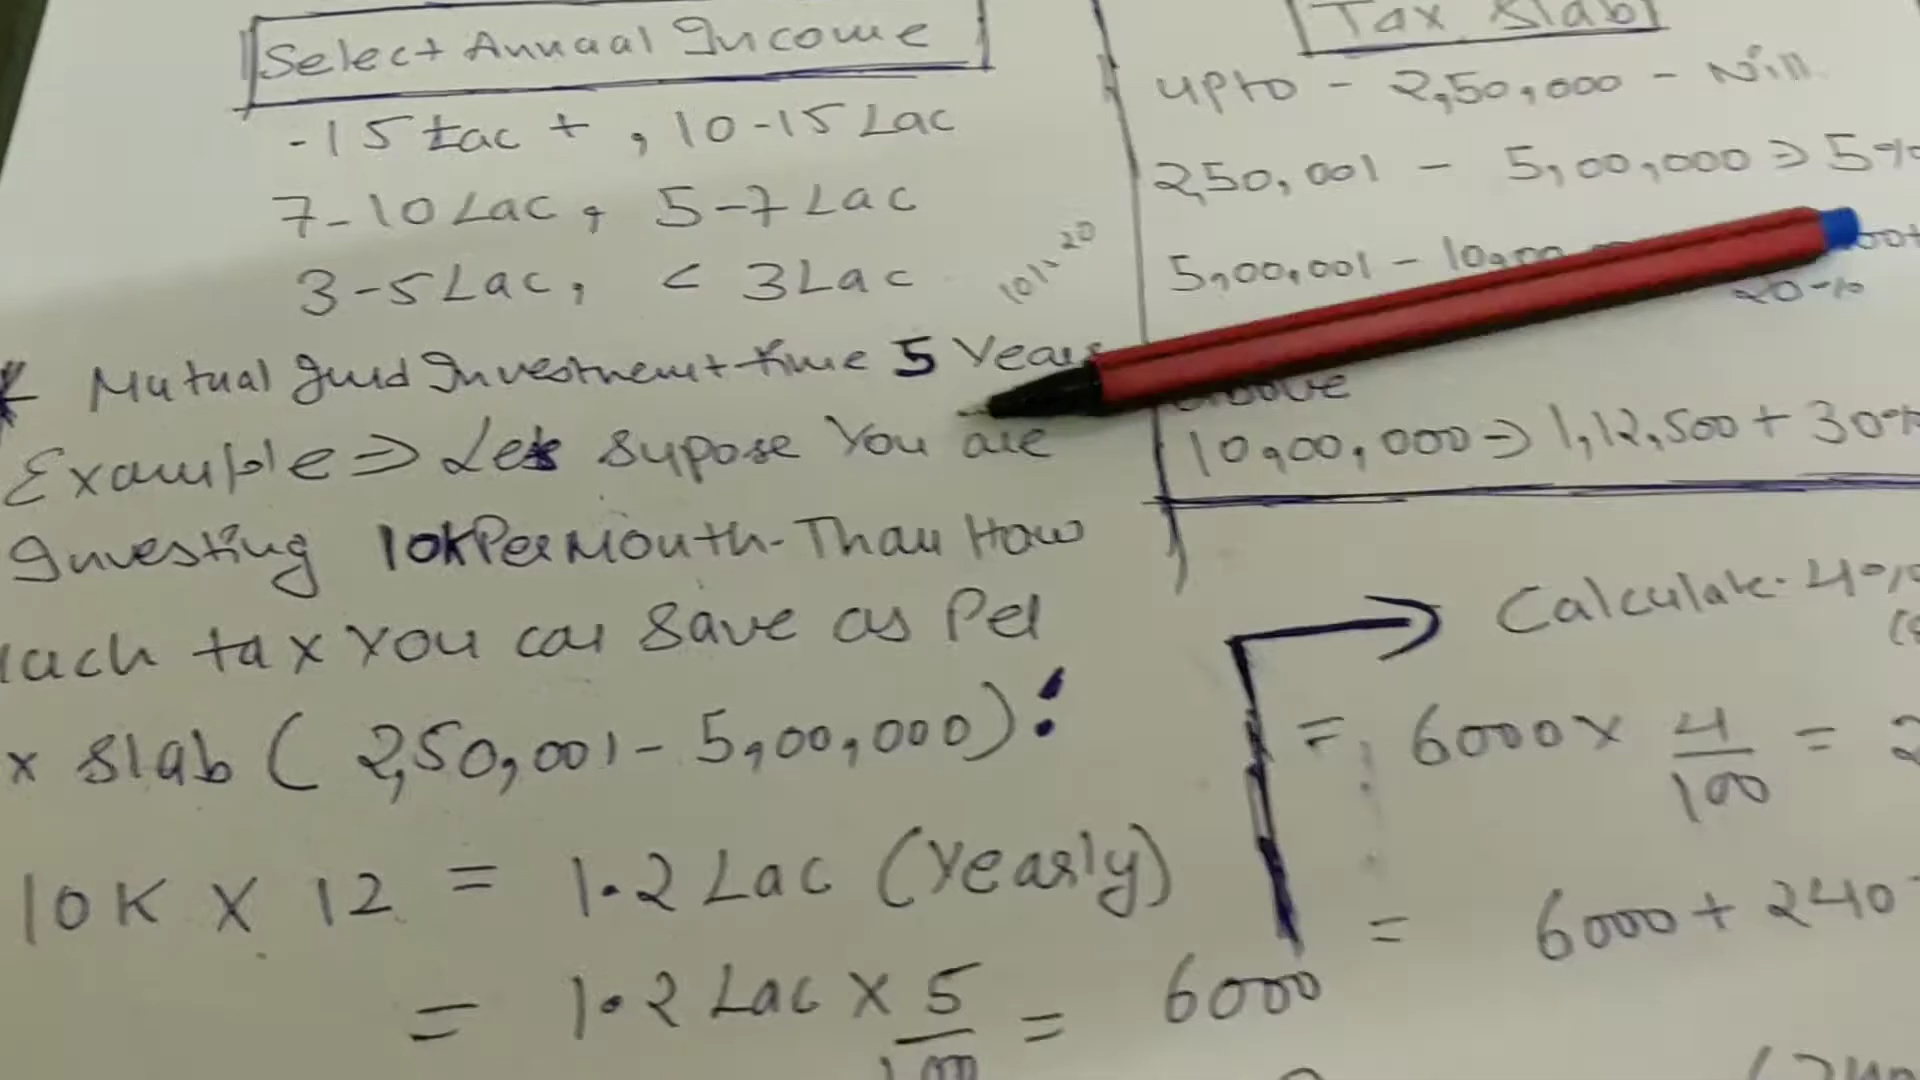 Select Annual Income
- 15 Lac + , 10-15 Lac
7-10 Lac, 5-7 Lac
3-5 Lac, < 3 Lac
Mutual fund Investment time 5 Years
Example => Lets Supose You are
Investing 10K Per Month. Than How
Much tax You can Save as Per
x Slab ( 2,50,001 - 5,00,000) :
10K X 12 = 1.2 Lac (Yearly)
= 1.2 Lac X 5/100 = 6000
Tax Slab
upto - 2,50,000 - Nill
2,50,001 - 5,00,000 => 5%
5,00,001 -
20%
above
10,00,000 => 1,12,500 + 30%
Calculate. 4%
= 6000 x 4/100 = 2
= 6000 + 240